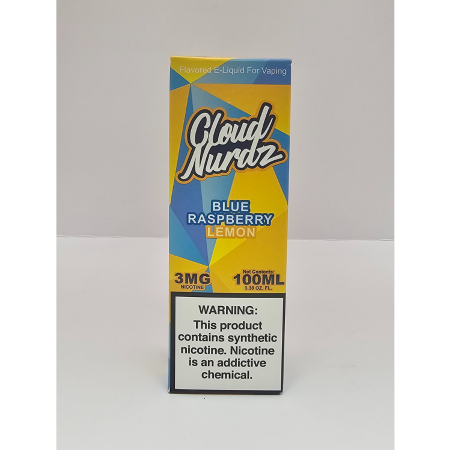 Flavored E-Liquid For Vaping
Cloud
Nurdz
BLUE
RASPBERRY
LEMON
3MG
NICOTINE
Net Contents:
100ML
3.38 OZ. FL.
WARNING:
This product
contains synthetic
nicotine. Nicotine
is an addictive
chemical.